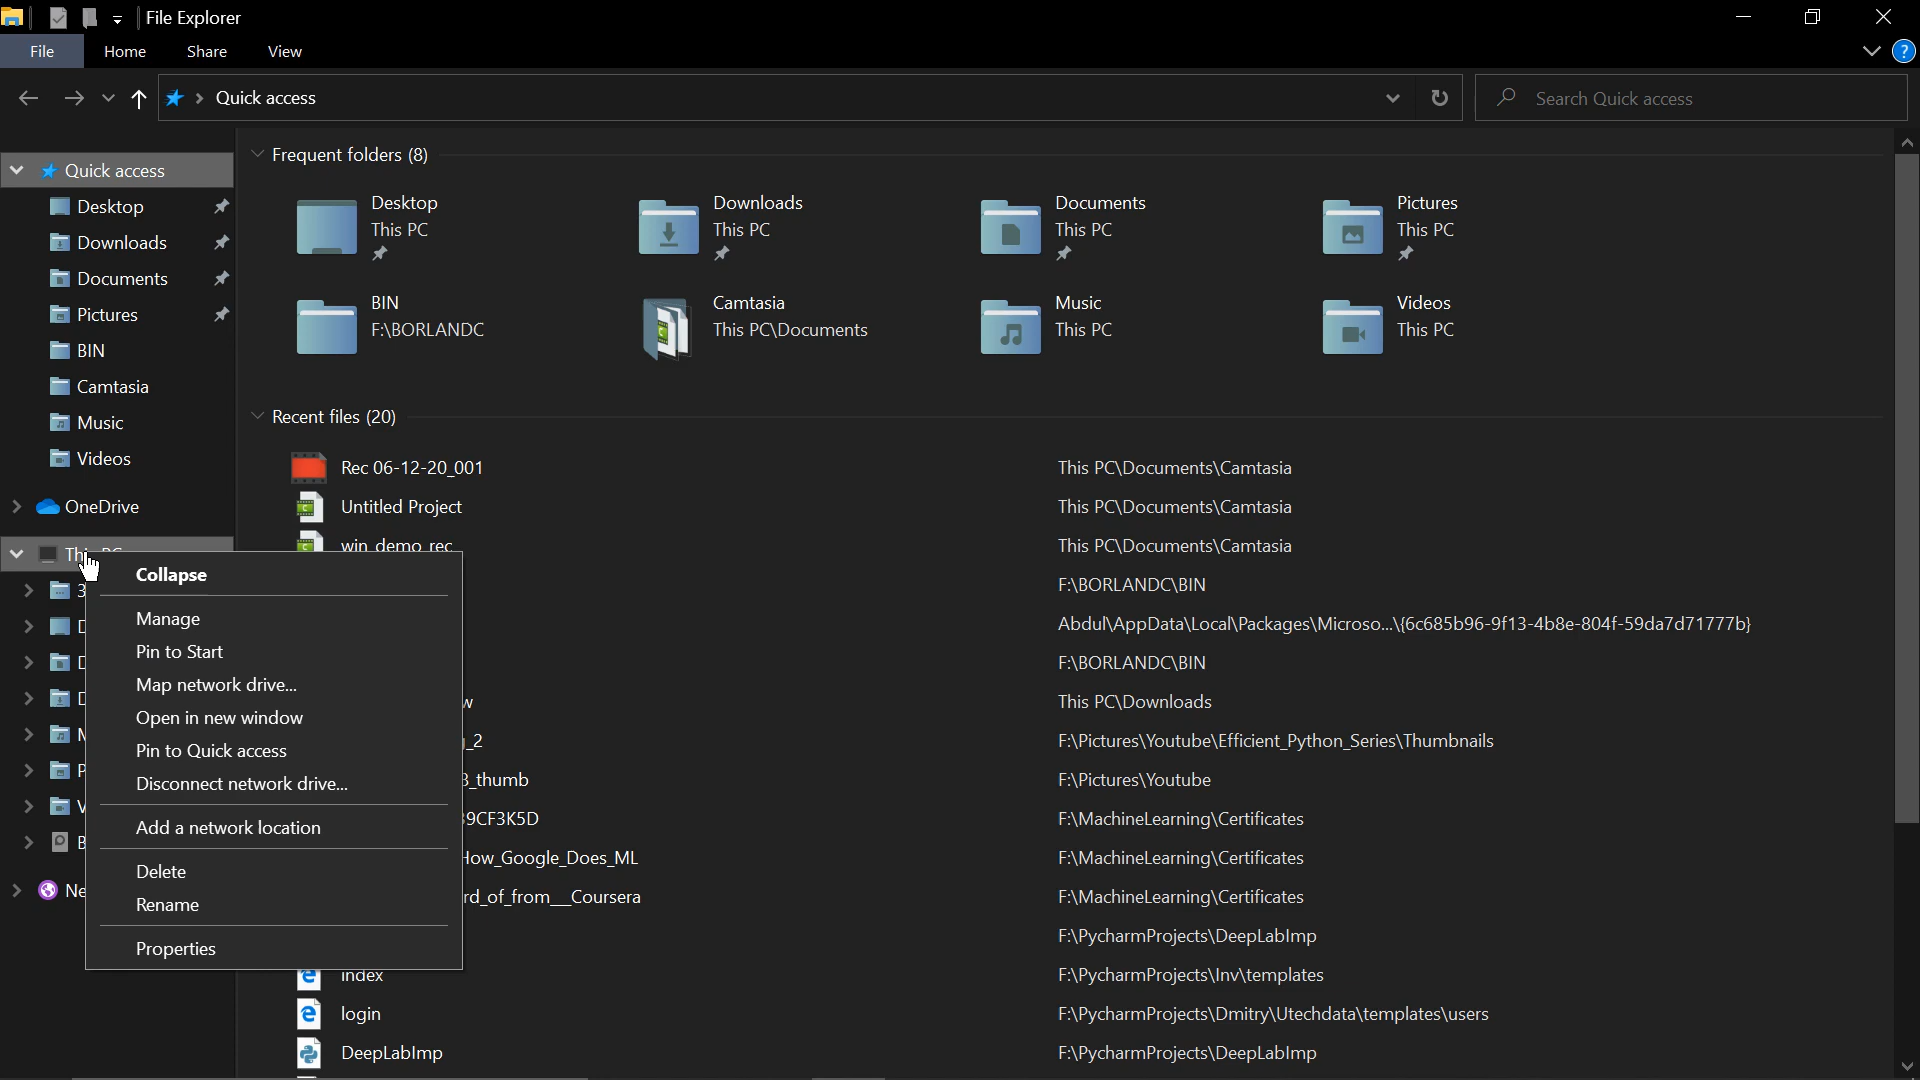 File Explorer
File Home Share View
Quick access
Search Quick access
Quick access
Desktop
Downloads
Documents
Pictures
BIN
Camtasia
Music
Videos
OneDrive
Frequent folders (8)
Desktop
This PC
Downloads
This PC
Documents
This PC
Pictures
This PC
BIN
F:\BORLANDC
Camtasia
This PC\Documents
Music
This PC
Videos
This PC
Recent files (20)
Rec 06-12-20_001 This PC\Documents\Camtasia
Untitled Project This PC\Documents\Camtasia
win demo rec This PC\Documents\Camtasia
F:\BORLANDC\BIN
Abdul\AppData\Local\Packages\Microso...\{6c685b96-9f13-4b8e-804f-59da7d71777b}
F:\BORLANDC\BIN
w This PC\Downloads
_2 F:\Pictures\Youtube\Efficient_Python_Series\Thumbnails
_thumb F:\Pictures\Youtube
9CF3K5D F:\MachineLearning\Certificates
How_Google_Does_ML F:\MachineLearning\Certificates
rd_of_from__Coursera F:\MachineLearning\Certificates
F:\PycharmProjects\DeepLabImp
index F:\PycharmProjects\Inv\templates
login F:\PycharmProjects\Dmitry\Utechdata\templates\users
DeepLabImp F:\PycharmProjects\DeepLabImp
Collapse
Manage
Pin to Start
Map network drive...
Open in new window
Pin to Quick access
Disconnect network drive...
Add a network location
Delete
Rename
Properties